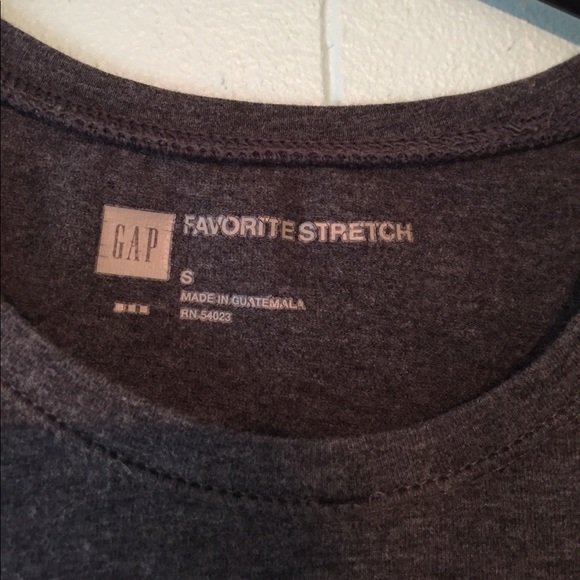 GAP
FAVORITE STRETCH
S
MADE IN GUATEMALA
RN 54023